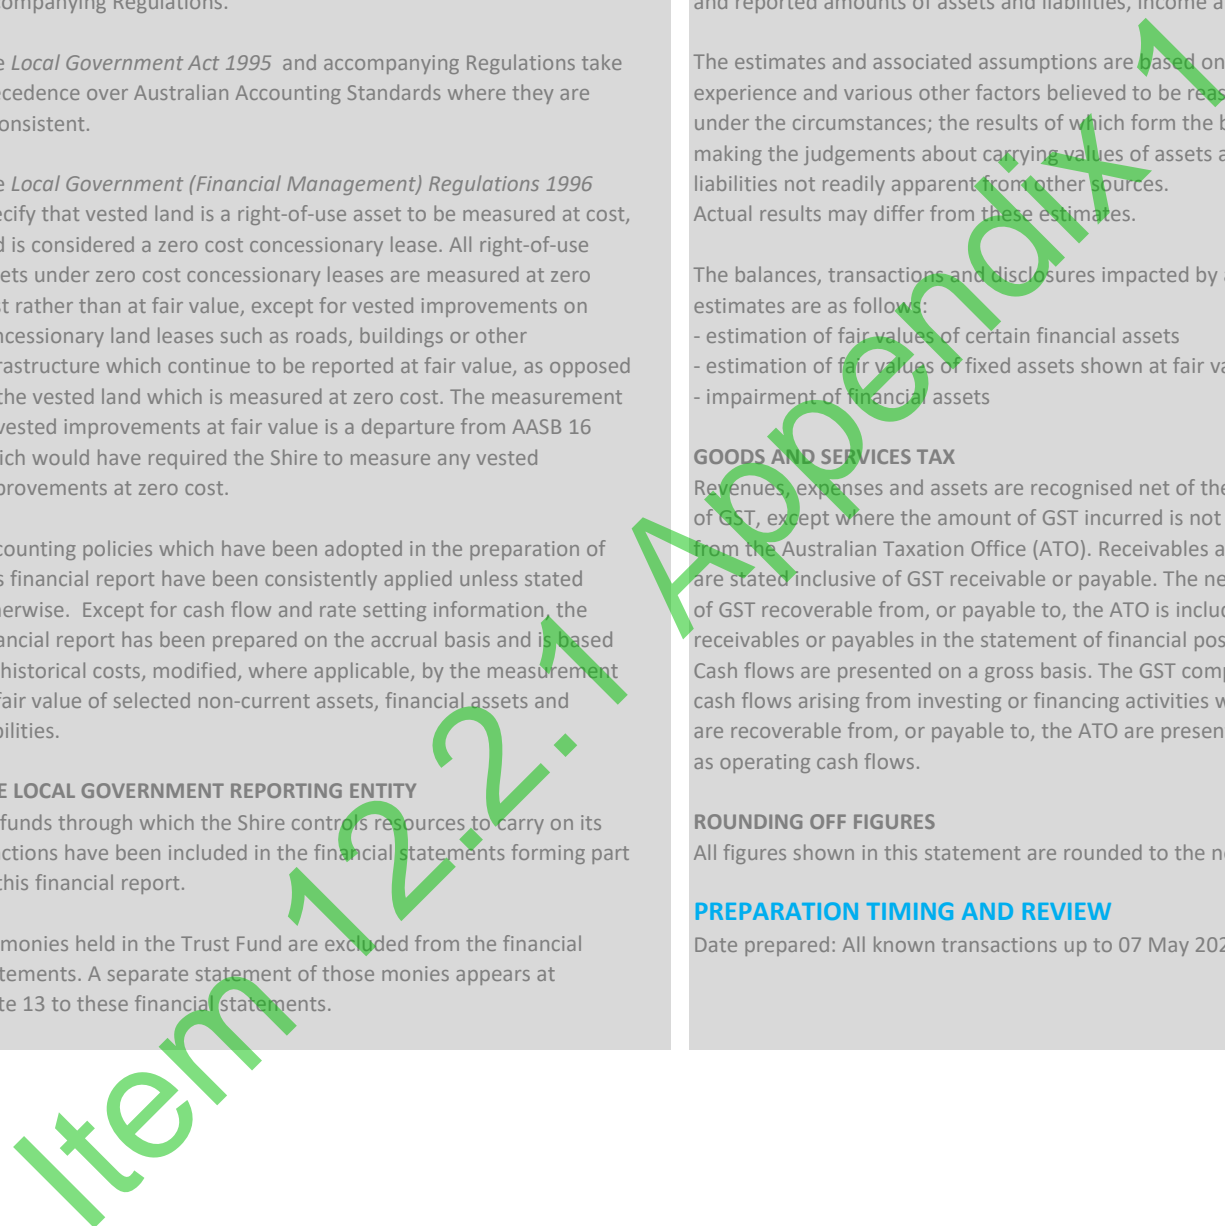 ompanying Regulations.
e Local Government Act 1995 and accompanying Regulations take
ecedence over Australian Accounting Standards where they are
onsistent.
e Local Government (Financial Management) Regulations 1996
ecify that vested land is a right-of-use asset to be measured at cost,
d is considered a zero cost concessionary lease. All right-of-use
ets under zero cost concessionary leases are measured at zero
st rather than at fair value, except for vested improvements on
ncessionary land leases such as roads, buildings or other
rastructure which continue to be reported at fair value, as opposed
the vested land which is measured at zero cost. The measurement
vested improvements at fair value is a departure from AASB 16
ich would have required the Shire to measure any vested
provements at zero cost.
counting policies which have been adopted in the preparation of
s financial report have been consistently applied unless stated
erwise. Except for cash flow and rate setting information, the
ancial report has been prepared on the accrual basis and is based
historical costs, modified, where applicable, by the measurement
fair value of selected non-current assets, financial assets and
bilities.
E LOCAL GOVERNMENT REPORTING ENTITY
funds through which the Shire controls resources to carry on its
ctions have been included in the financial statements forming part
this financial report.
monies held in the Trust Fund are excluded from the financial
tements. A separate statement of those monies appears at
te 13 to these financial statements.
and reported amounts of assets and liabilities, income a
The estimates and associated assumptions are based on
experience and various other factors believed to be reas
under the circumstances; the results of which form the b
making the judgements about carrying values of assets a
liabilities not readily apparent from other sources.
Actual results may differ from these estimates.
The balances, transactions and disclosures impacted by a
estimates are as follows:
- estimation of fair values of certain financial assets
- estimation of fair values of fixed assets shown at fair va
- impairment of financial assets
GOODS AND SERVICES TAX
Revenues, expenses and assets are recognised net of the
of GST, except where the amount of GST incurred is not
from the Australian Taxation Office (ATO). Receivables a
are stated inclusive of GST receivable or payable. The ne
of GST recoverable from, or payable to, the ATO is includ
receivables or payables in the statement of financial pos
Cash flows are presented on a gross basis. The GST comp
cash flows arising from investing or financing activities w
are recoverable from, or payable to, the ATO are presen
as operating cash flows.
ROUNDING OFF FIGURES
All figures shown in this statement are rounded to the ne
PREPARATION TIMING AND REVIEW
Date prepared: All known transactions up to 07 May 202
Item 12.2.1 Appendix 1